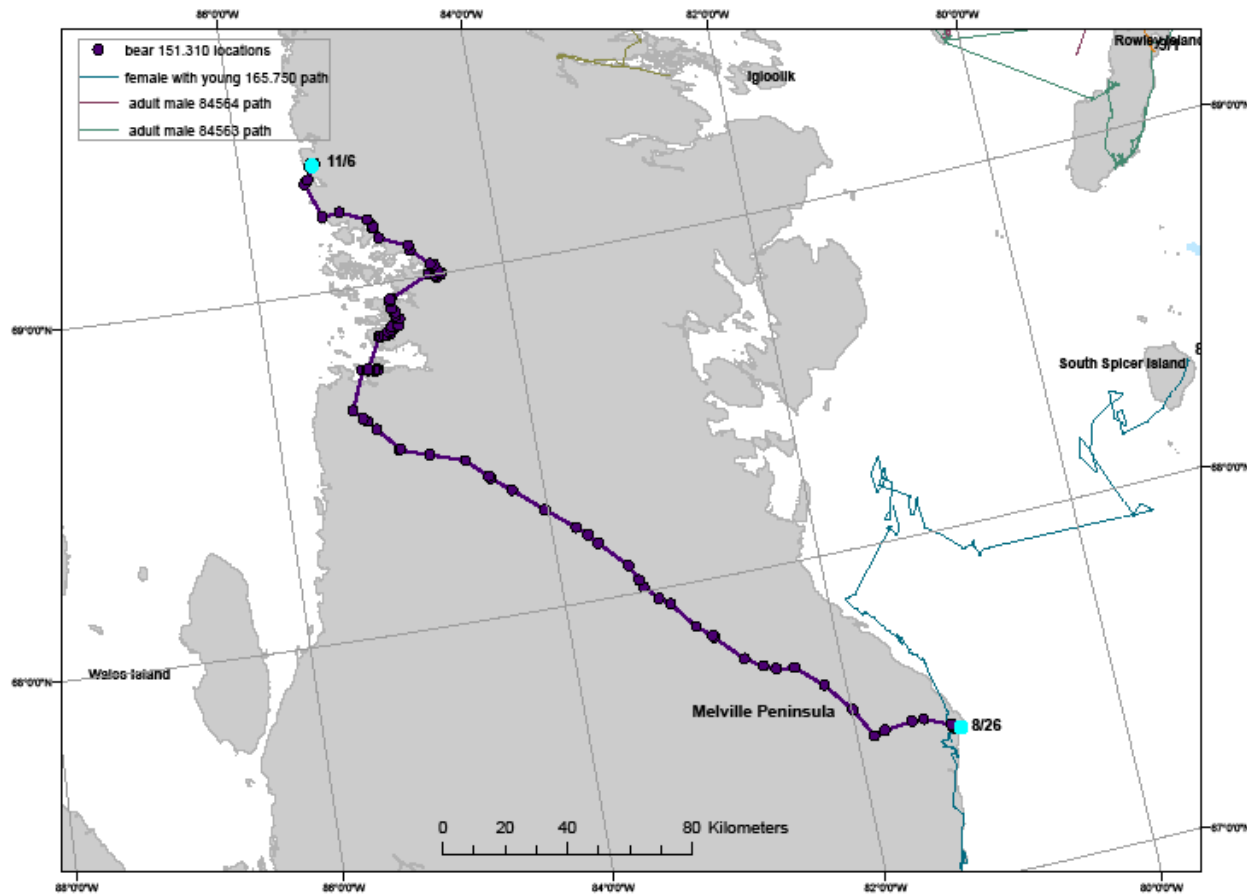 86°0'0"W 84°0'0"W 82°0'0"W 80°0'0"W
bear 151.310 locations
female with young 165.750 path
adult male 84564 path
adult male 84563 path
Igloolik
Rowley Island
69°0'0"N
11/6
69°0'0"N
South Spicer Island
8
68°0'0"N
68°0'0"N
Wales Island
Melville Peninsula
8/26
0 20 40 80 Kilometers
67°0'0"N
88°0'0"W 86°0'0"W 84°0'0"W 82°0'0"W 80°0'0"W